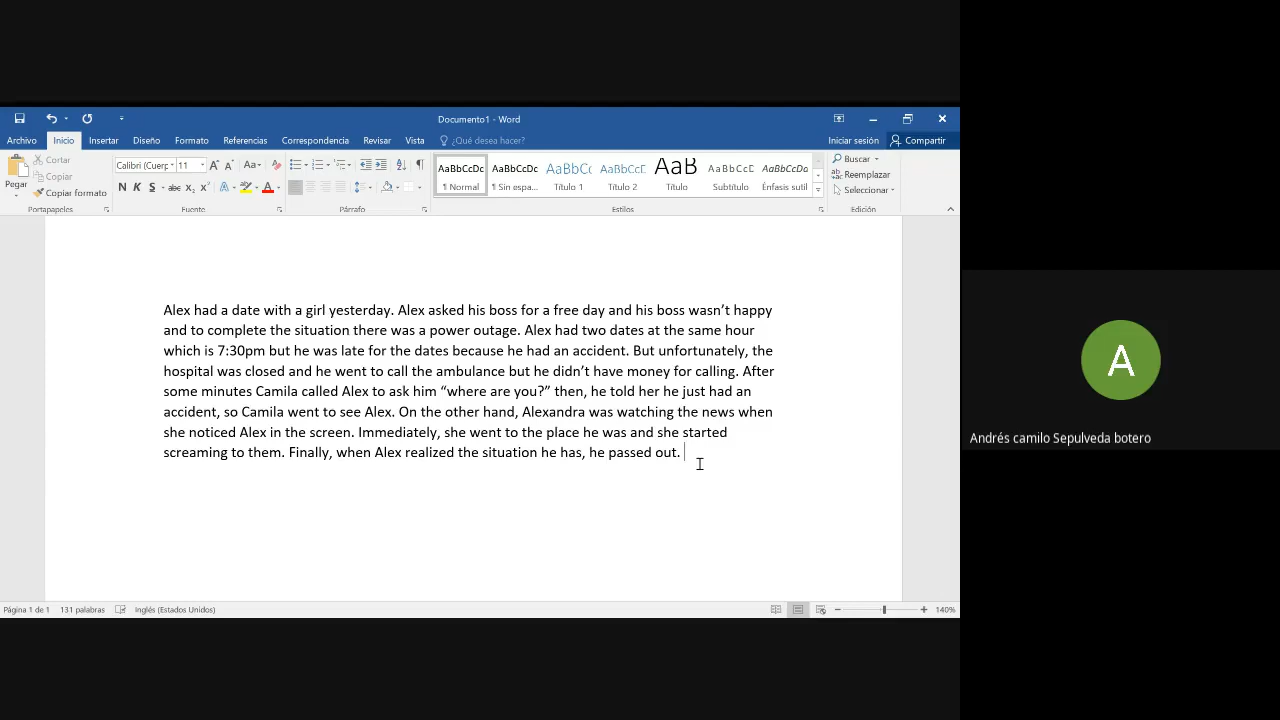 Documento1 - Word
Archivo Inicio Insertar Diseño Formato Referencias Correspondencia Revisar Vista ¿Qué desea hacer? Iniciar sesión Compartir
Pegar
Cortar
Copiar
Copiar formato
Portapapeles
Calibri (Cuerp 11
N K S abc X₂ X²
Fuente
Párrafo
AaBbCcDc AaBbCcDc AaBbCc AaBbCcC AaB AaBbCcC AaBbCcDa
¶ Normal ¶ Sin espa... Título 1 Título 2 Título Subtítulo Énfasis sutil
Estilos
Buscar
Reemplazar
Seleccionar
Edición
Alex had a date with a girl yesterday. Alex asked his boss for a free day and his boss wasn’t happy
and to complete the situation there was a power outage. Alex had two dates at the same hour
which is 7:30pm but he was late for the dates because he had an accident. But unfortunately, the
hospital was closed and he went to call the ambulance but he didn’t have money for calling. After
some minutes Camila called Alex to ask him “where are you?” then, he told her he just had an
accident, so Camila went to see Alex. On the other hand, Alexandra was watching the news when
she noticed Alex in the screen. Immediately, she went to the place he was and she started
screaming to them. Finally, when Alex realized the situation he has, he passed out.
Página 1 de 1 131 palabras Inglés (Estados Unidos) 140%
A
Andrés camilo Sepulveda botero